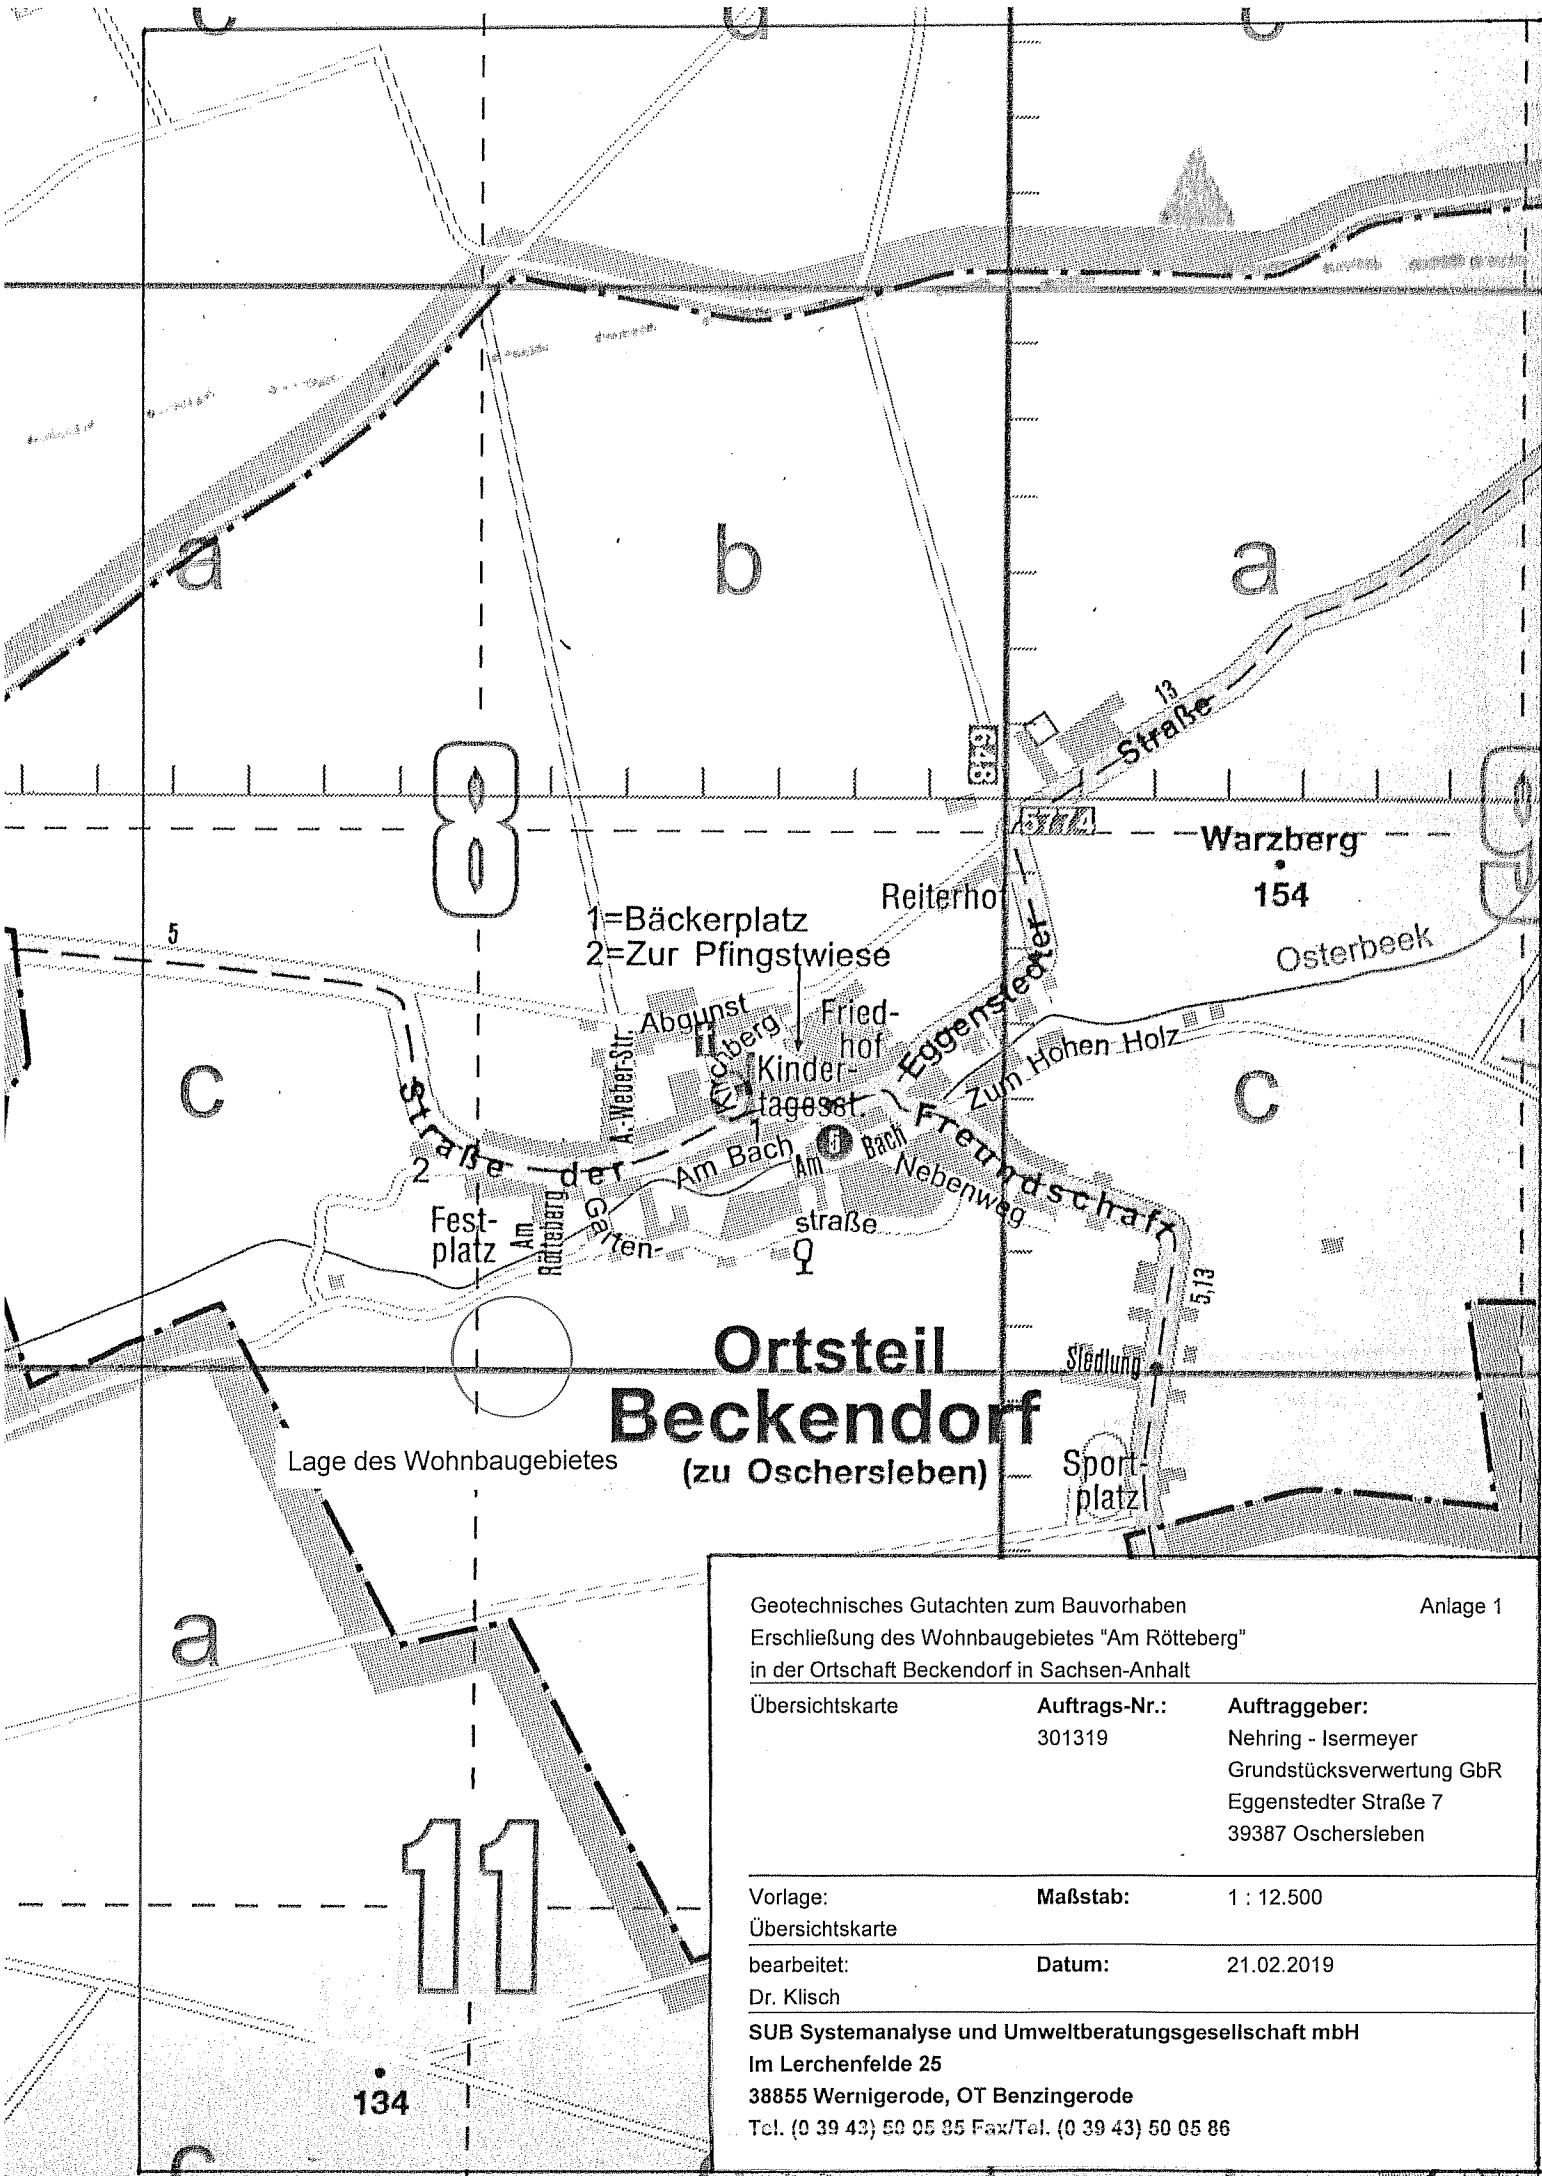 c
d
c
a
b
a
13
Straße
648
5774
Warzberg
154
Reiterhof
1=Bäckerplatz
2=Zur Pfingstwiese
5
Osterbeek
Abgunst
Kirchberg
A.-Weber-Str.
Fried-
hof
Eggenstedter
Zum Hohen Holz
Kinder-
tagesst.
c
c
Straße der Freundschaft
1
2
Am Bach
Am Bach
Nebenweg
Fest-
platz
Am
Rötteberg
Garten-
straße
5,13
Ortsteil
Beckendorf
(zu Oschersleben)
Siedlung
Sport-
platz
Lage des Wohnbaugebietes
a
11
134
c
Geotechnisches Gutachten zum Bauvorhaben Anlage 1
Erschließung des Wohnbaugebietes "Am Rötteberg"
in der Ortschaft Beckendorf in Sachsen-Anhalt
Übersichtskarte Auftrags-Nr.: Auftraggeber:
301319 Nehring - Isermeyer
Grundstücksverwertung GbR
Eggenstedter Straße 7
39387 Oschersleben
Vorlage: Maßstab: 1 : 12.500
Übersichtskarte
bearbeitet: Datum: 21.02.2019
Dr. Klisch
SUB Systemanalyse und Umweltberatungsgesellschaft mbH
Im Lerchenfelde 25
38855 Wernigerode, OT Benzingerode
Tel. (0 39 43) 50 05 85 Fax/Tel. (0 39 43) 50 05 86